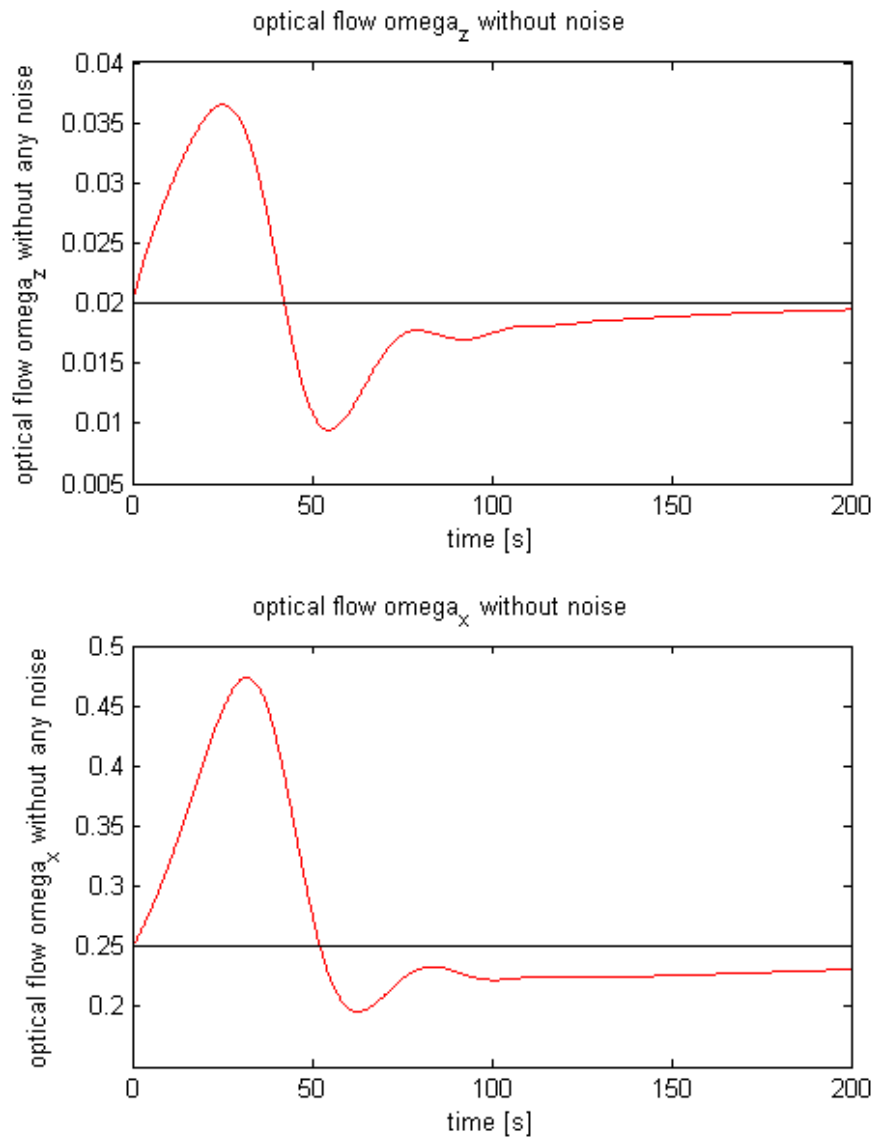 optical flow omega_z without noise
optical flow omega_z without any noise
0.04
0.035
0.03
0.025
0.02
0.015
0.01
0.005
0 50 100 150 200
time [s]
optical flow omega_x without noise
optical flow omega_x without any noise
0.5
0.45
0.4
0.35
0.3
0.25
0.2
0 50 100 150 200
time [s]